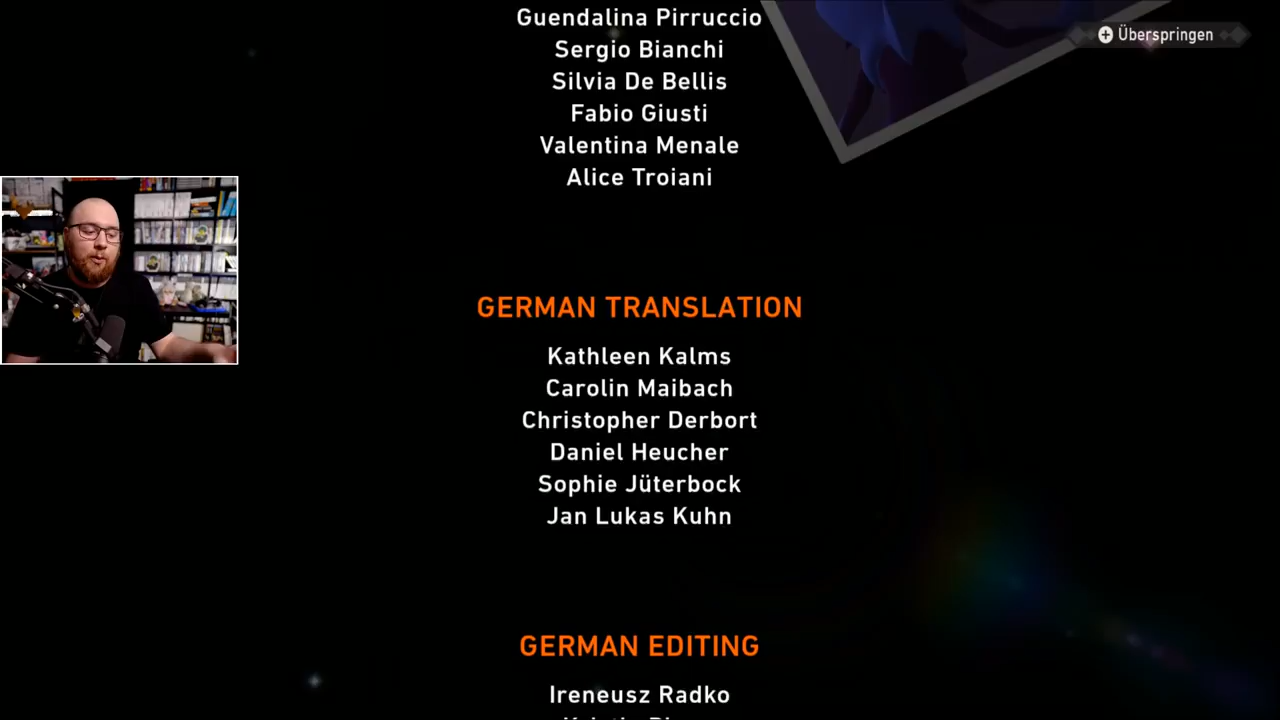 Guendalina Pirruccio
Überspringen
Sergio Bianchi
Silvia De Bellis
Fabio Giusti
Valentina Menale
Alice Troiani
GERMAN TRANSLATION
Kathleen Kalms
Carolin Maibach
Christopher Derbort
Daniel Heucher
Sophie Jüterbock
Jan Lukas Kuhn
GERMAN EDITING
Ireneusz Radko